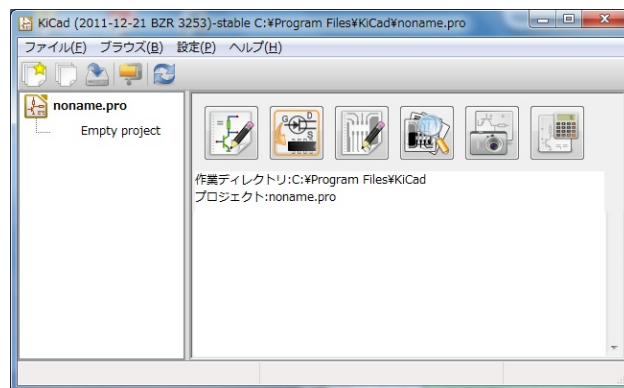 KiCad (2011-12-21 BZR 3253)-stable C:¥Program Files¥KiCad¥noname.pro
ファイル(F) ブラウズ(B) 設定(P) ヘルプ(H)
noname.pro
Empty project
G D
S
作業ディレクトリ:C:¥Program Files¥KiCad
プロジェクト:noname.pro